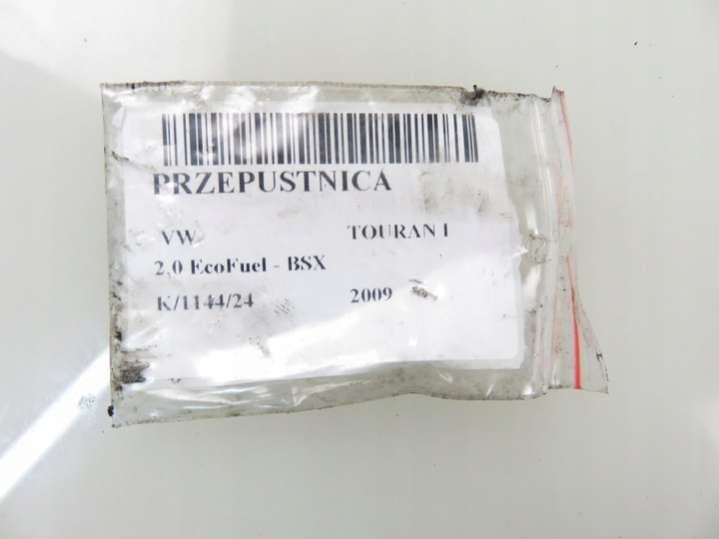 PRZEPUSTNICA
VW TOURAN I
2,0 EcoFuel - BSX
K/1144/24 2009